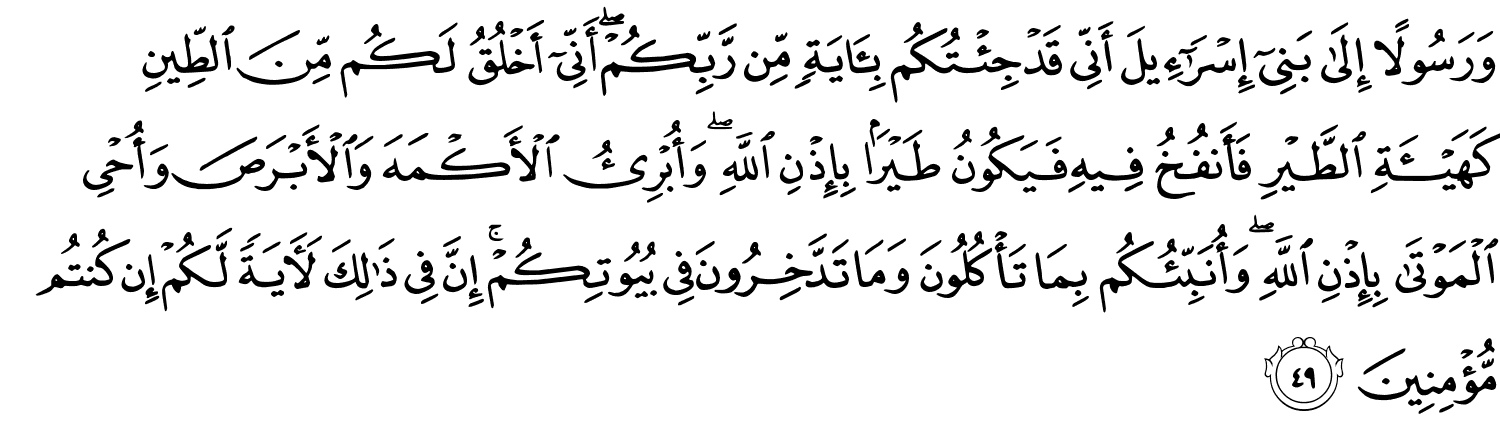 وَرَسُولًا إِلَىٰ بَنِىٓ إِسْرَٰٓءِيلَ أَنِّى قَدْ جِئْتُكُم بِـَٔايَةٍ مِّن رَّبِّكُمْ ۖ أَنِّىٓ أَخْلُقُ لَكُم مِّنَ ٱلطِّينِ
كَهَيْـَٔةِ ٱلطَّيْرِ فَأَنفُخُ فِيهِ فَيَكُونُ طَيْرًۢا بِإِذْنِ ٱللَّهِ ۖ وَأُبْرِئُ ٱلْأَكْمَهَ وَٱلْأَبْرَصَ وَأُحْىِ
ٱلْمَوْتَىٰ بِإِذْنِ ٱللَّهِ ۖ وَأُنَبِّئُكُم بِمَا تَأْكُلُونَ وَمَا تَدَّخِرُونَ فِى بُيُوتِكُمْ ۚ إِنَّ فِى ذَٰلِكَ لَـَٔايَةً لَّكُمْ إِن كُنتُم
مُّؤْمِنِينَ ٤٩